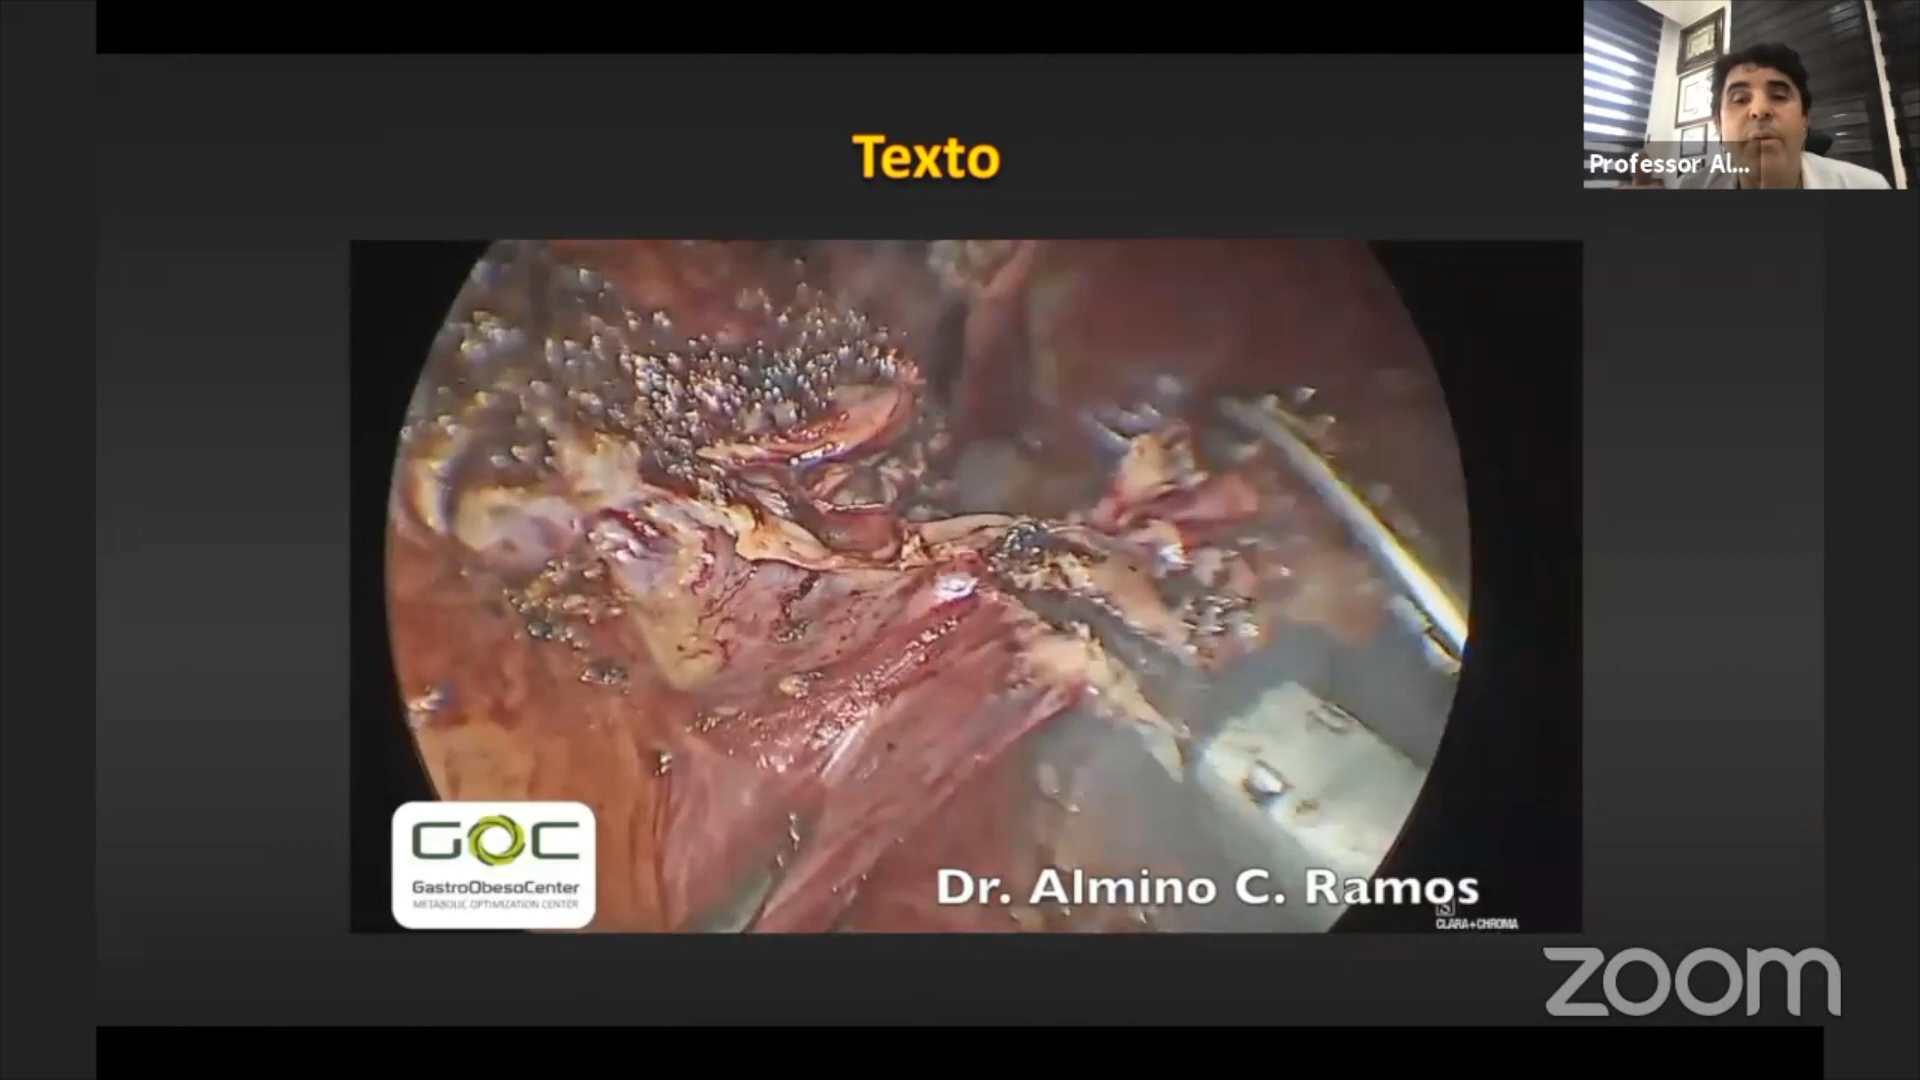 Texto
Professor Al...
GOC
GastroObesoCenter
METABOLIC OPTIMIZATION CENTER
Dr. Almino C. Ramos
S
CLARA+CHROMA
zoom